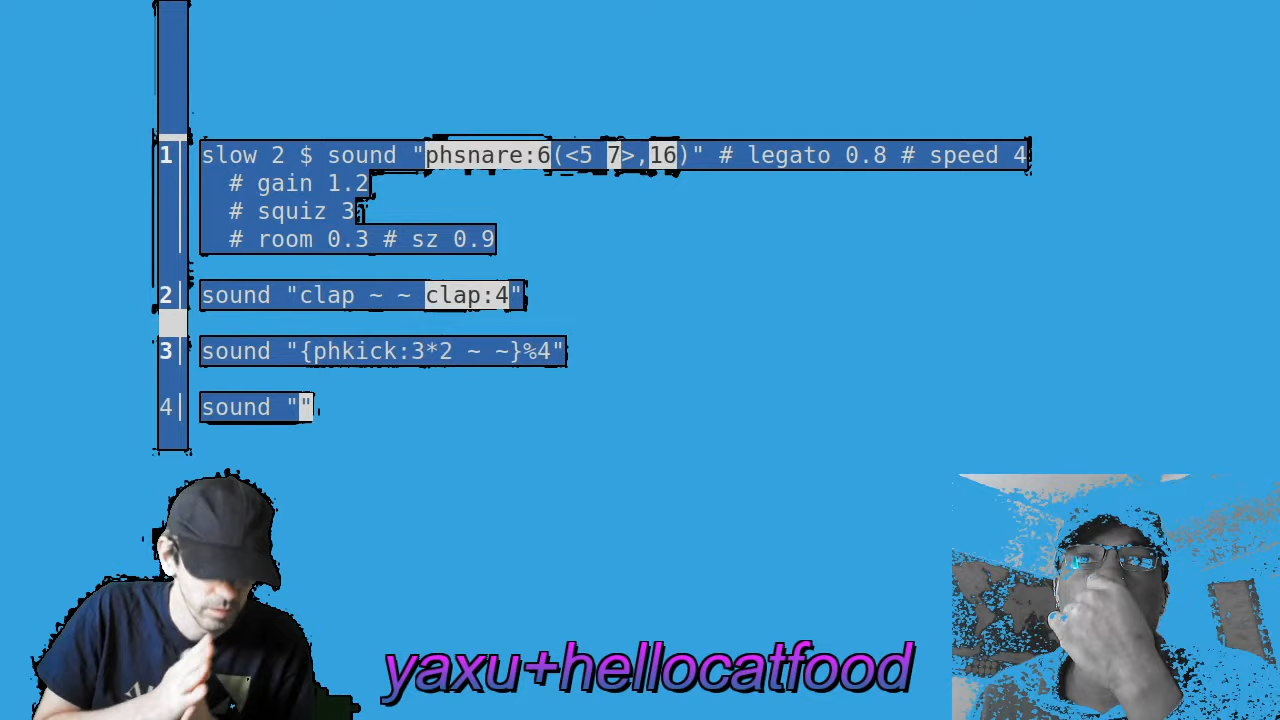 1 slow 2 $ sound "phsnare:6(<5 7>,16)" # legato 0.8 # speed 4
# gain 1.2
# squiz 3
# room 0.3 # sz 0.9
2 sound "clap ~ ~ clap:4"
3 sound "{phkick:3*2 ~ ~}%4"
4 sound ""
yaxu+hellocatfood